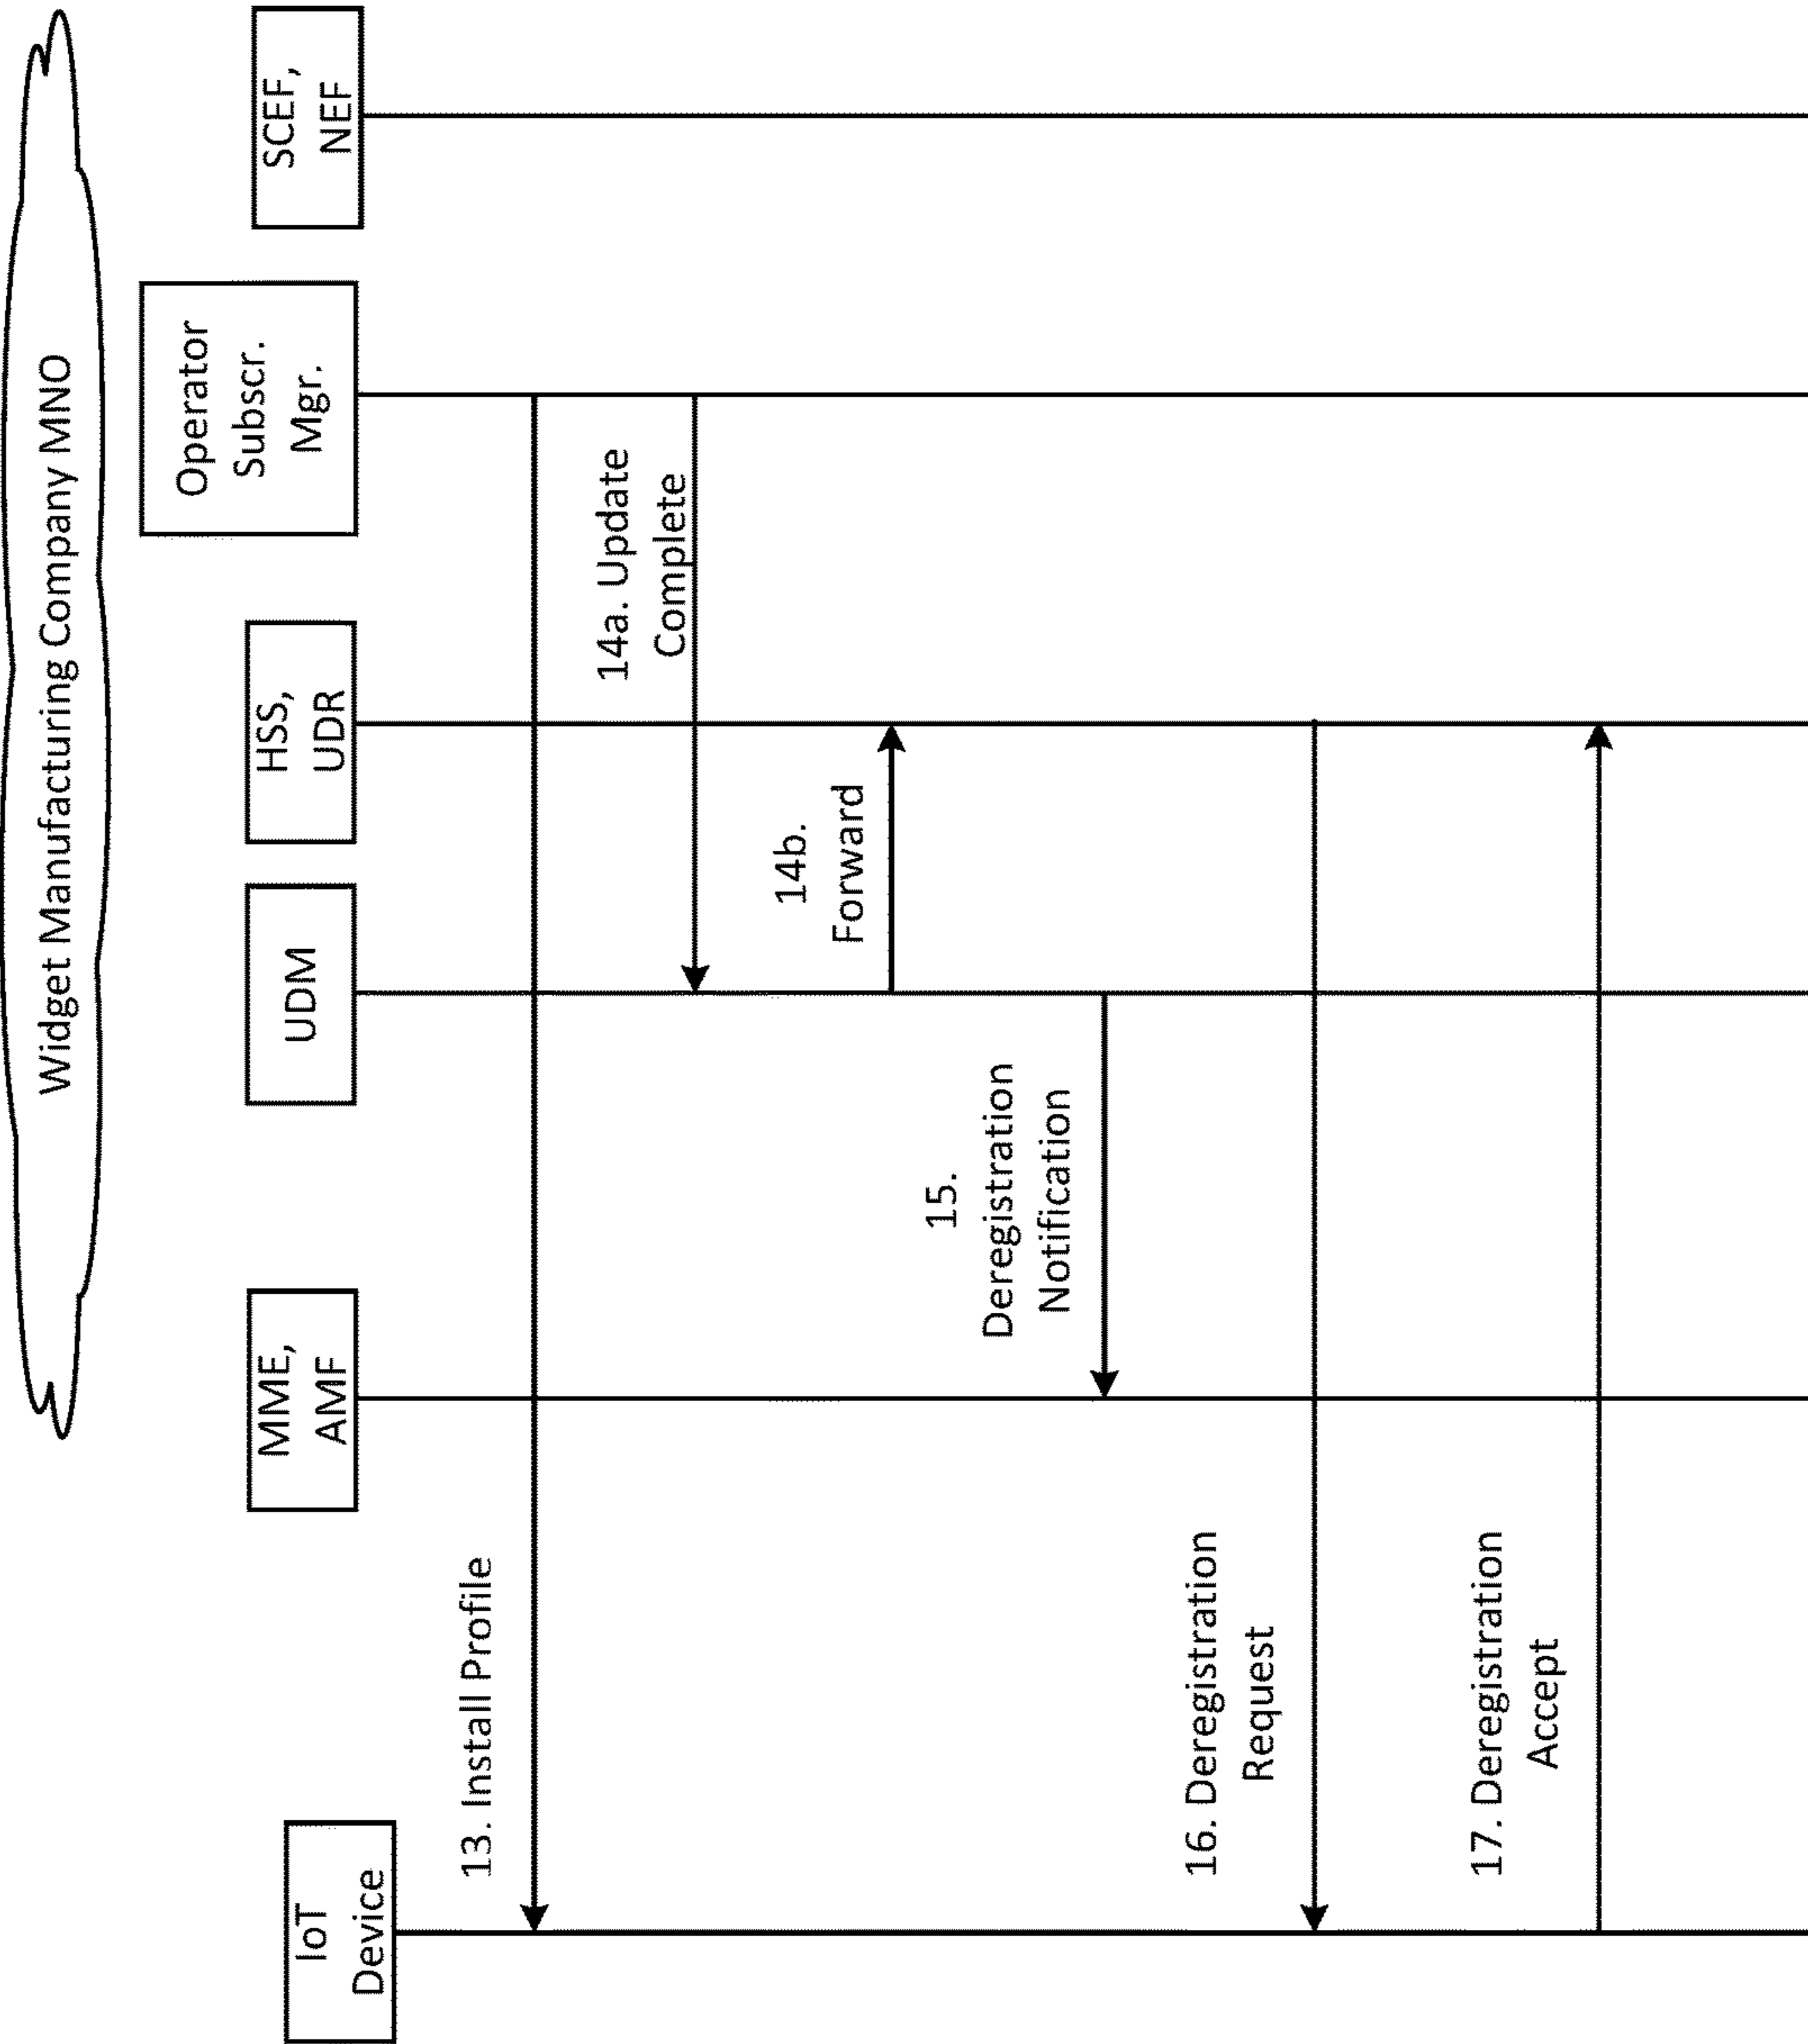 Widget Manufacturing Company MNO
IoT
Device
MME,
AMF
UDM
HSS,
UDR
Operator
Subscr.
Mgr.
SCEF,
NEF
13. Install Profile
14a. Update
Complete
14b.
Forward
15.
Deregistration
Notification
16. Deregistration
Request
17. Deregistration
Accept